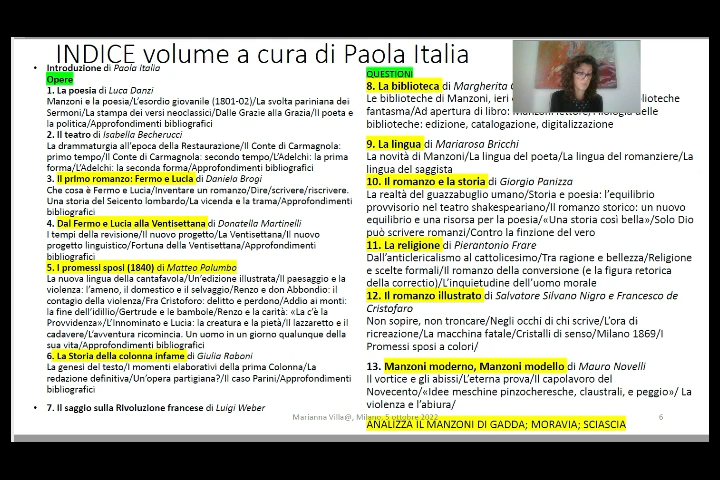 INDICE volume a cura di Paola Italia
• Introduzione di Paola Italia
Opere
1. La poesia di Luca Danzi
Manzoni e la poesia/L'esordio giovanile (1801-02)/La svolta pariniana dei
Sermoni/La stampa dei versi neoclassici/Dalle Grazie alla Grazia/Il poeta e
la politica/Approfondimenti bibliografici
2. Il teatro di Isabella Becherucci
La drammaturgia all'epoca della Restaurazione/Il Conte di Carmagnola:
primo tempo/Il Conte di Carmagnola: secondo tempo/L'Adelchi: la prima
forma/L'Adelchi: la seconda forma/Approfondimenti bibliografici
3. Il primo romanzo: Fermo e Lucia di Daniela Brogi
Che cosa è Fermo e Lucia/Inventare un romanzo/Dire/scrivere/riscrivere.
Una storia del Seicento lombardo/La vicenda e la trama/Approfondimenti
bibliografici
4. Dal Fermo e Lucia alla Ventisettana di Donatella Martinelli
I tempi della revisione/Il nuovo progetto/La Ventisettana/Il nuovo
progetto linguistico/Fortuna della Ventisettana/Approfondimenti
bibliografici
5. I promessi sposi (1840) di Matteo Palumbo
La nuova lingua della cantafavola/Un'edizione illustrata/Il paesaggio e la
violenza: l'ameno, il domestico e il selvaggio/Renzo e don Abbondio: il
contagio della violenza/Fra Cristoforo: delitto e perdono/Addio ai monti:
la fine dell'idillio/Gertrude e le bambole/Renzo e la carità: «La c'è la
Provvidenza»/L'Innominato e Lucia: la creatura e la pietà/Il lazzaretto e il
cadavere/L'avventura ricomincia. Un uomo in un giorno qualunque della
sua vita/Approfondimenti bibliografici
6. La Storia della colonna infame di Giulia Raboni
La genesi del testo/I momenti elaborativi della prima Colonna/La
redazione definitiva/Un'opera partigiana?/Il caso Parini/Approfondimenti
bibliografici
• 7. Il saggio sulla Rivoluzione francese di Luigi Weber
QUESTIONI
8. La biblioteca di Margherita
Le biblioteche di Manzoni, ieri
fantasma/Ad apertura di libro:
biblioteche: edizione, catalogazione, digitalizzazione
9. La lingua di Mariarosa Bricchi
La novità di Manzoni/La lingua del poeta/La lingua del romanziere/La
lingua del saggista
10. Il romanzo e la storia di Giorgio Panizza
La realtà del guazzabuglio umano/Storia e poesia: l'equilibrio
provvisorio nel teatro shakespeariano/Il romanzo storico: un nuovo
equilibrio e una risorsa per la poesia/«Una storia così bella»/Solo Dio
può scrivere romanzi/Contro la finzione del vero
11. La religione di Pierantonio Frare
Dall'anticlericalismo al cattolicesimo/Tra ragione e bellezza/Religione
e scelte formali/Il romanzo della conversione (e la figura retorica
della correctio)/L'inquietudine dell'uomo morale
12. Il romanzo illustrato di Salvatore Silvano Nigro e Francesco de
Cristofaro
Non sopire, non troncare/Negli occhi di chi scrive/L'ora di
ricreazione/La macchina fatale/Cristalli di senso/Milano 1869/I
Promessi sposi a colori/
13. Manzoni moderno, Manzoni modello di Mauro Novelli
Il vortice e gli abissi/L'eterna prova/Il capolavoro del
Novecento/«Idee meschine pinzocheresche, claustrali, e peggio»/ La
violenza e l'abiura/
ANALIZZA IL MANZONI DI GADDA; MORAVIA; SCIASCIA
Marianna Villa@, Milano, 5 ottobre 2022
6